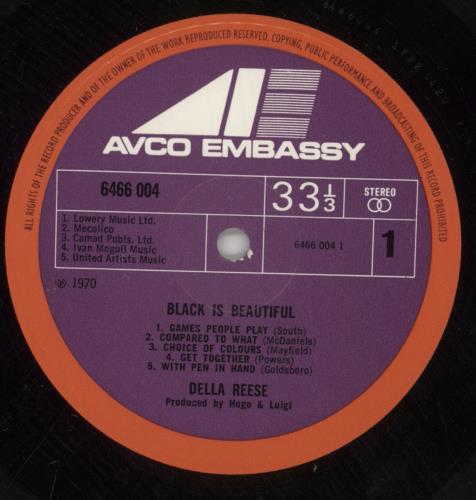 ALL RIGHTS OF THE RECORD PRODUCER AND OF THE OWNER OF THE WORK REPRODUCED RESERVED, COPYING, PUBLIC PERFORMANCE AND BROADCASTING OF THIS RECORD PROHIBITED
AVCO EMBASSY
6466 004
33 1/3
STEREO
1. Lowery Music Ltd.
2. Mecolico
3. Camad Publs. Ltd.
4. Ivan Mogull Music
5. United Artists Music
6466 004 1
1
℗ 1970
BLACK IS BEAUTIFUL
1. GAMES PEOPLE PLAY (South)
2. COMPARED TO WHAT (McDaniels)
3. CHOICE OF COLOURS (Mayfield)
4. GET TOGETHER (Powers)
5. WITH PEN IN HAND (Goldsboro)
DELLA REESE
Produced by Hugo & Luigi